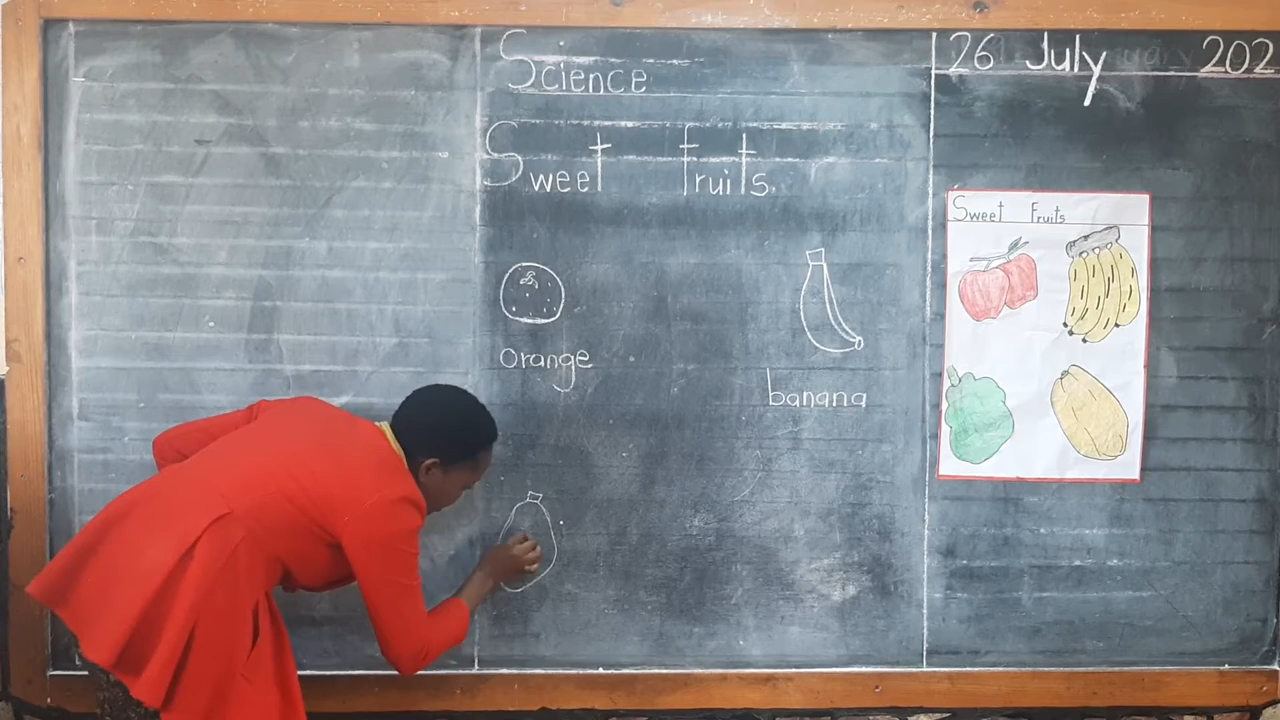 Science
Sweet fruits.
orange
banana
26 July 202
Sweet Fruits